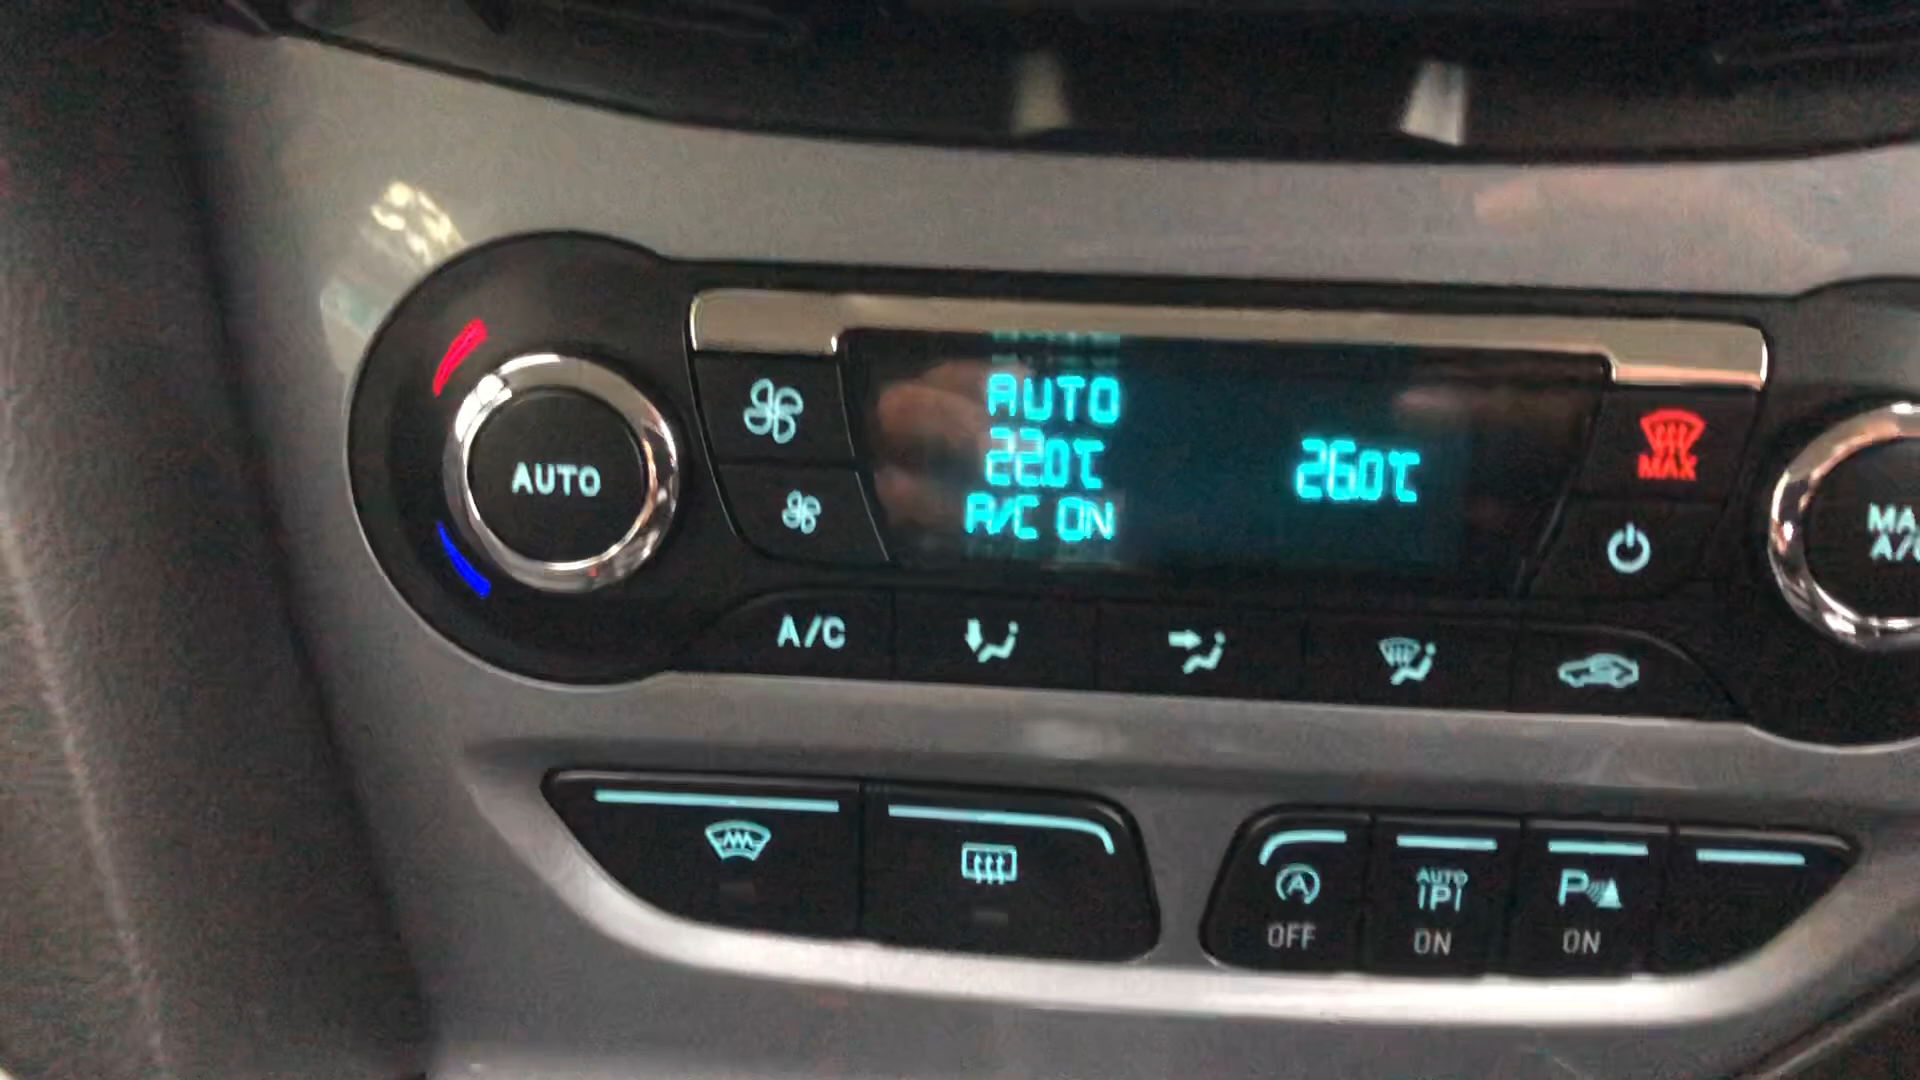 AUTO
AUTO
22.0℃
26.0℃
A/C ON
MAX
A/C
OFF
AUTO
P
ON
P
ON